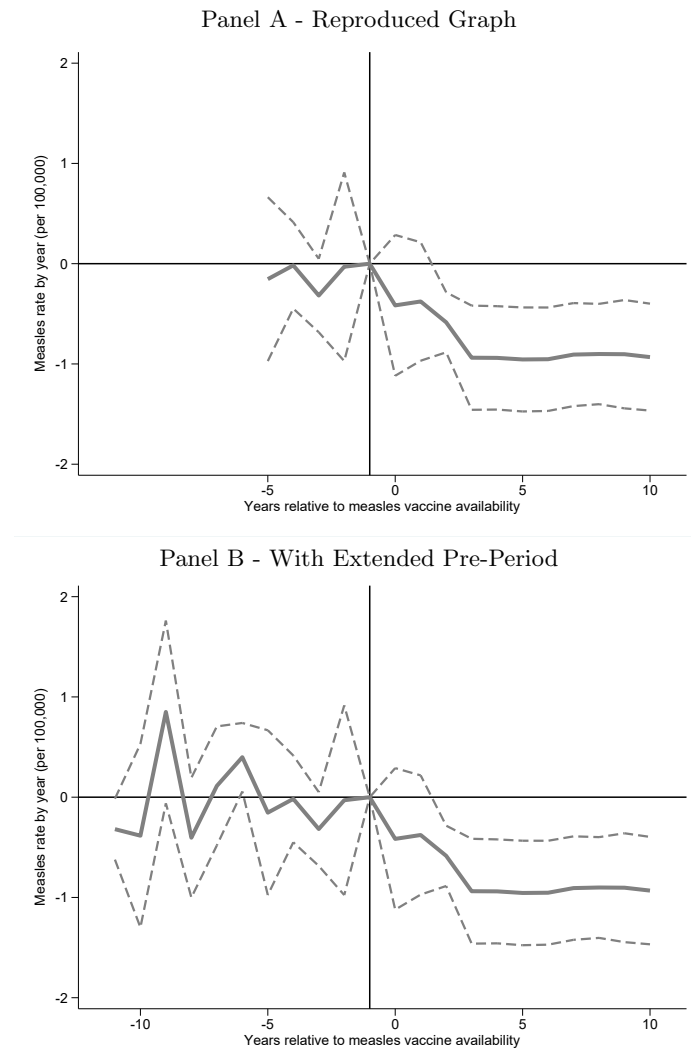 Panel A - Reproduced Graph
Measles rate by year (per 100,000)
2
1
0
-1
-2
-5 0 5 10
Years relative to measles vaccine availability
Panel B - With Extended Pre-Period
Measles rate by year (per 100,000)
2
1
0
-1
-2
-10 -5 0 5 10
Years relative to measles vaccine availability